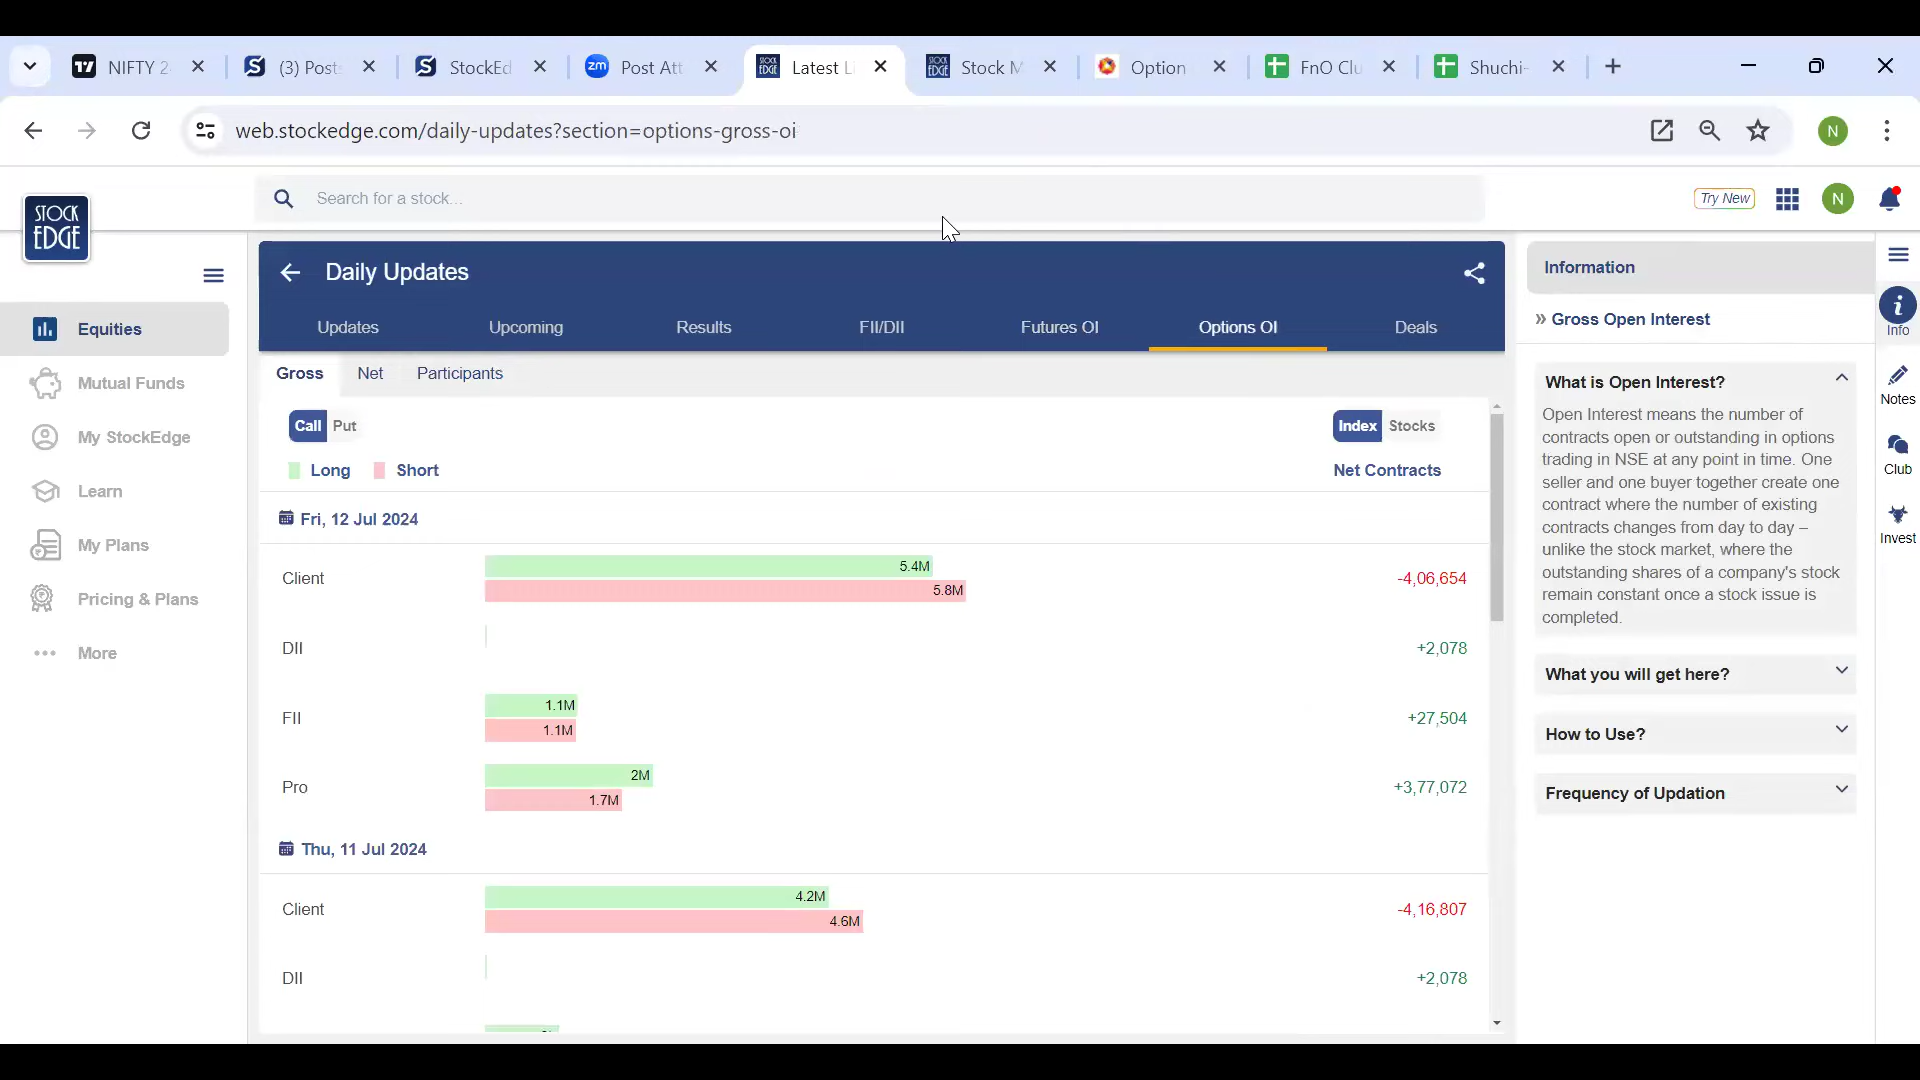 NIFTY 2
(3) Post
StockEd
Post Att
Latest Li
Stock M
Option
FnO Clu
Shuchi-
web.stockedge.com/daily-updates?section=options-gross-oi
N
STOCK
EDGE
Search for a stock...
Try New
N
Equities
Mutual Funds
My StockEdge
Learn
My Plans
Pricing & Plans
More
Daily Updates
Updates Upcoming Results FII/DII Futures OI Options OI Deals
Gross Net Participants
Call Put
Index Stocks
Long Short
Net Contracts
Fri, 12 Jul 2024
Client 5.4M
5.8M
-4,06,654
DII +2,078
FII 1.1M
1.1M
+27,504
Pro 2M
1.7M
+3,77,072
Thu, 11 Jul 2024
Client 4.2M
4.6M
-4,16,807
DII +2,078
Information
» Gross Open Interest
What is Open Interest?
Open Interest means the number of
contracts open or outstanding in options
trading in NSE at any point in time. One
seller and one buyer together create one
contract where the number of existing
contracts changes from day to day –
unlike the stock market, where the
outstanding shares of a company's stock
remain constant once a stock issue is
completed.
What you will get here?
How to Use?
Frequency of Updation
Info
Notes
Club
Invest